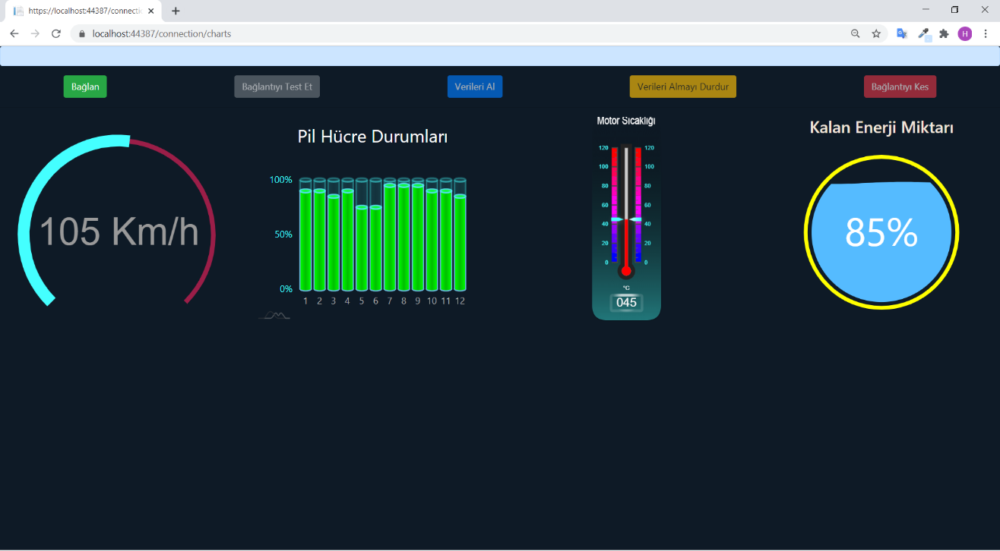 https://localhost:44387/connecti
localhost:44387/connection/charts
H
Bağlan
Bağlantıyı Test Et
Verileri Al
Verileri Almayı Durdur
Bağlantıyı Kes
105 Km/h
Pil Hücre Durumları
100%
50%
0%
1 2 3 4 5 6 7 8 9 10 11 12
Motor Sıcaklığı
120 120
100 100
80 80
60 60
40 40
20 20
0 0
°C
045
Kalan Enerji Miktarı
85%